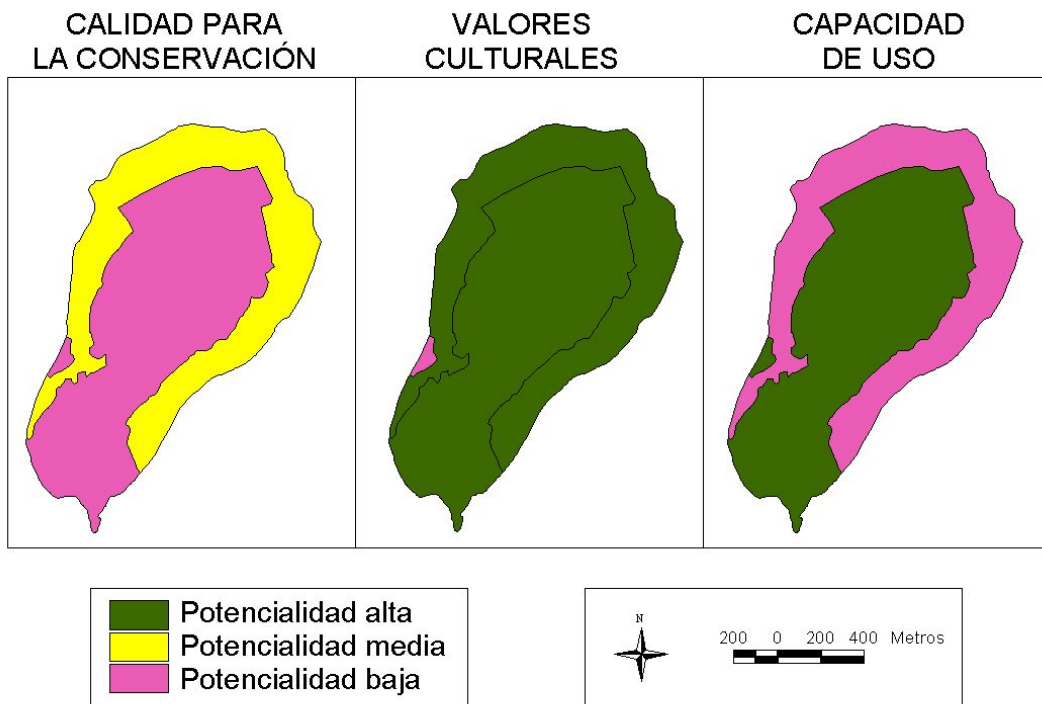 CALIDAD PARA
LA CONSERVACIÓN
VALORES
CULTURALES
CAPACIDAD
DE USO
Potencialidad alta
Potencialidad media
Potencialidad baja
N
200 0 200 400 Metros